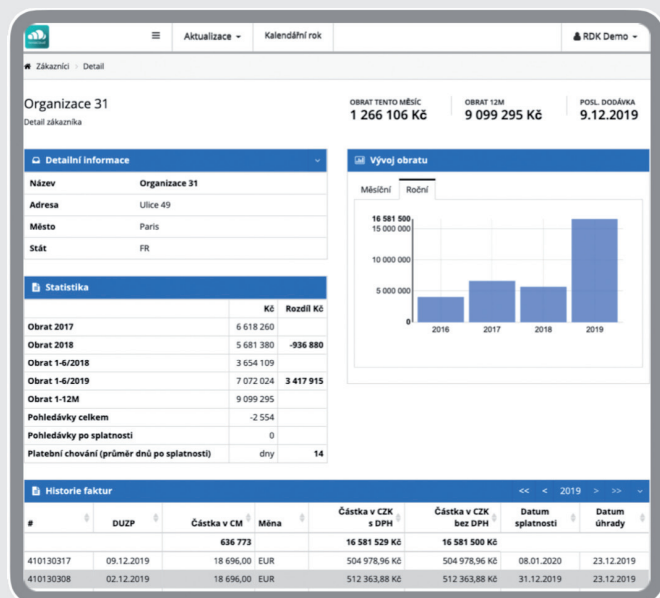 Aktualizace Kalendářní rok RDK Demo
Zákazníci > Detail
Organizace 31
Detail zákazníka
OBRAT TENTO MĚSÍC OBRAT 12M POSL. DODÁVKA
1 266 106 Kč 9 099 295 Kč 9.12.2019
Detailní informace
Název Organizace 31
Adresa Ulice 49
Město Paris
Stát FR
Statistika
Kč Rozdíl Kč
Obrat 2017 6 618 260
Obrat 2018 5 681 380 -936 880
Obrat 1-6/2018 3 654 109
Obrat 1-6/2019 7 072 024 3 417 915
Obrat 1-12M 9 099 295
Pohledávky celkem -2 554
Pohledávky po splatnosti 0
Platební chování (průměr dnů po splatnosti) dny 14
Vývoj obratu
Měsíční Roční
16 581 500
15 000 000
10 000 000
5 000 000
0
2016 2017 2018 2019
Historie faktur << < 2019 > >>
# DUZP Částka v CM Měna Částka v CZK s DPH Částka v CZK bez DPH Datum splatnosti Datum úhrady
636 773 16 581 529 Kč 16 581 500 Kč
410130317 09.12.2019 18 696,00 EUR 504 978,96 Kč 504 978,96 Kč 08.01.2020 23.12.2019
410130308 02.12.2019 18 696,00 EUR 512 363,88 Kč 512 363,88 Kč 31.12.2019 23.12.2019